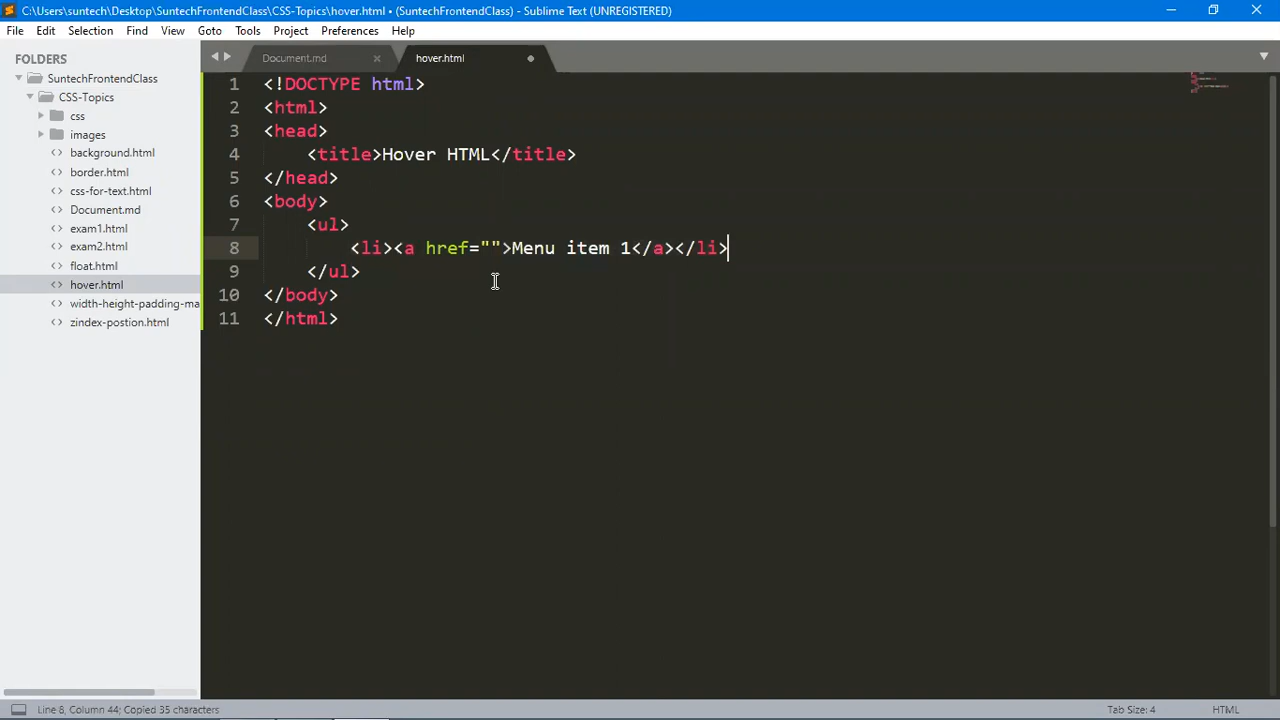 C:\Users\suntech\Desktop\SuntechFrontendClass\CSS-Topics\hover.html • (SuntechFrontendClass) - Sublime Text (UNREGISTERED)
File Edit Selection Find View Goto Tools Project Preferences Help
FOLDERS
SuntechFrontendClass
CSS-Topics
css
images
background.html
border.html
css-for-text.html
Document.md
exam1.html
exam2.html
float.html
hover.html
width-height-padding-ma
zindex-postion.html
Document.md hover.html
1 <!DOCTYPE html>
2 <html>
3 <head>
4 <title>Hover HTML</title>
5 </head>
6 <body>
7 <ul>
8 <li><a href="">Menu item 1</a></li>
9 </ul>
10 </body>
11 </html>
Line 8, Column 44; Copied 35 characters Tab Size: 4 HTML